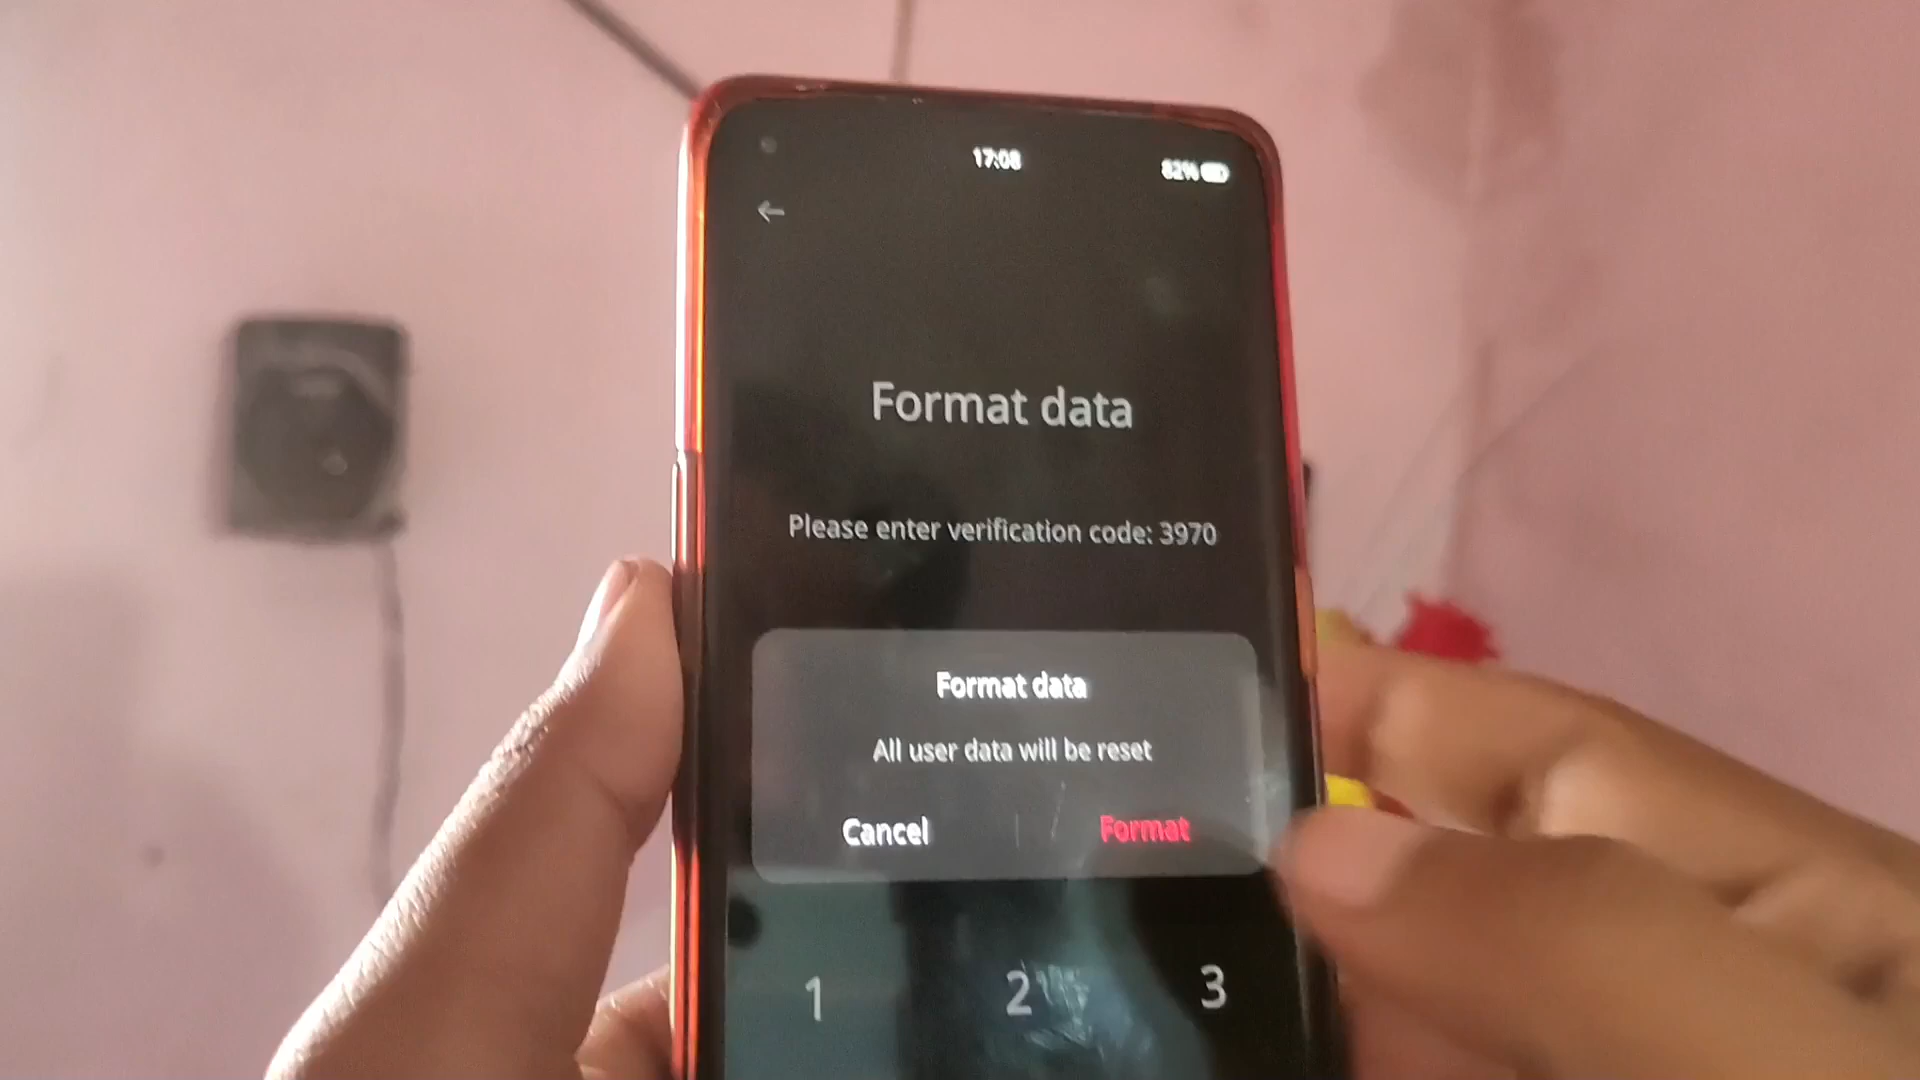 17:08
82%
Format data
Please enter verification code: 3970
Format data
All user data will be reset
Cancel
Format
1
2
3